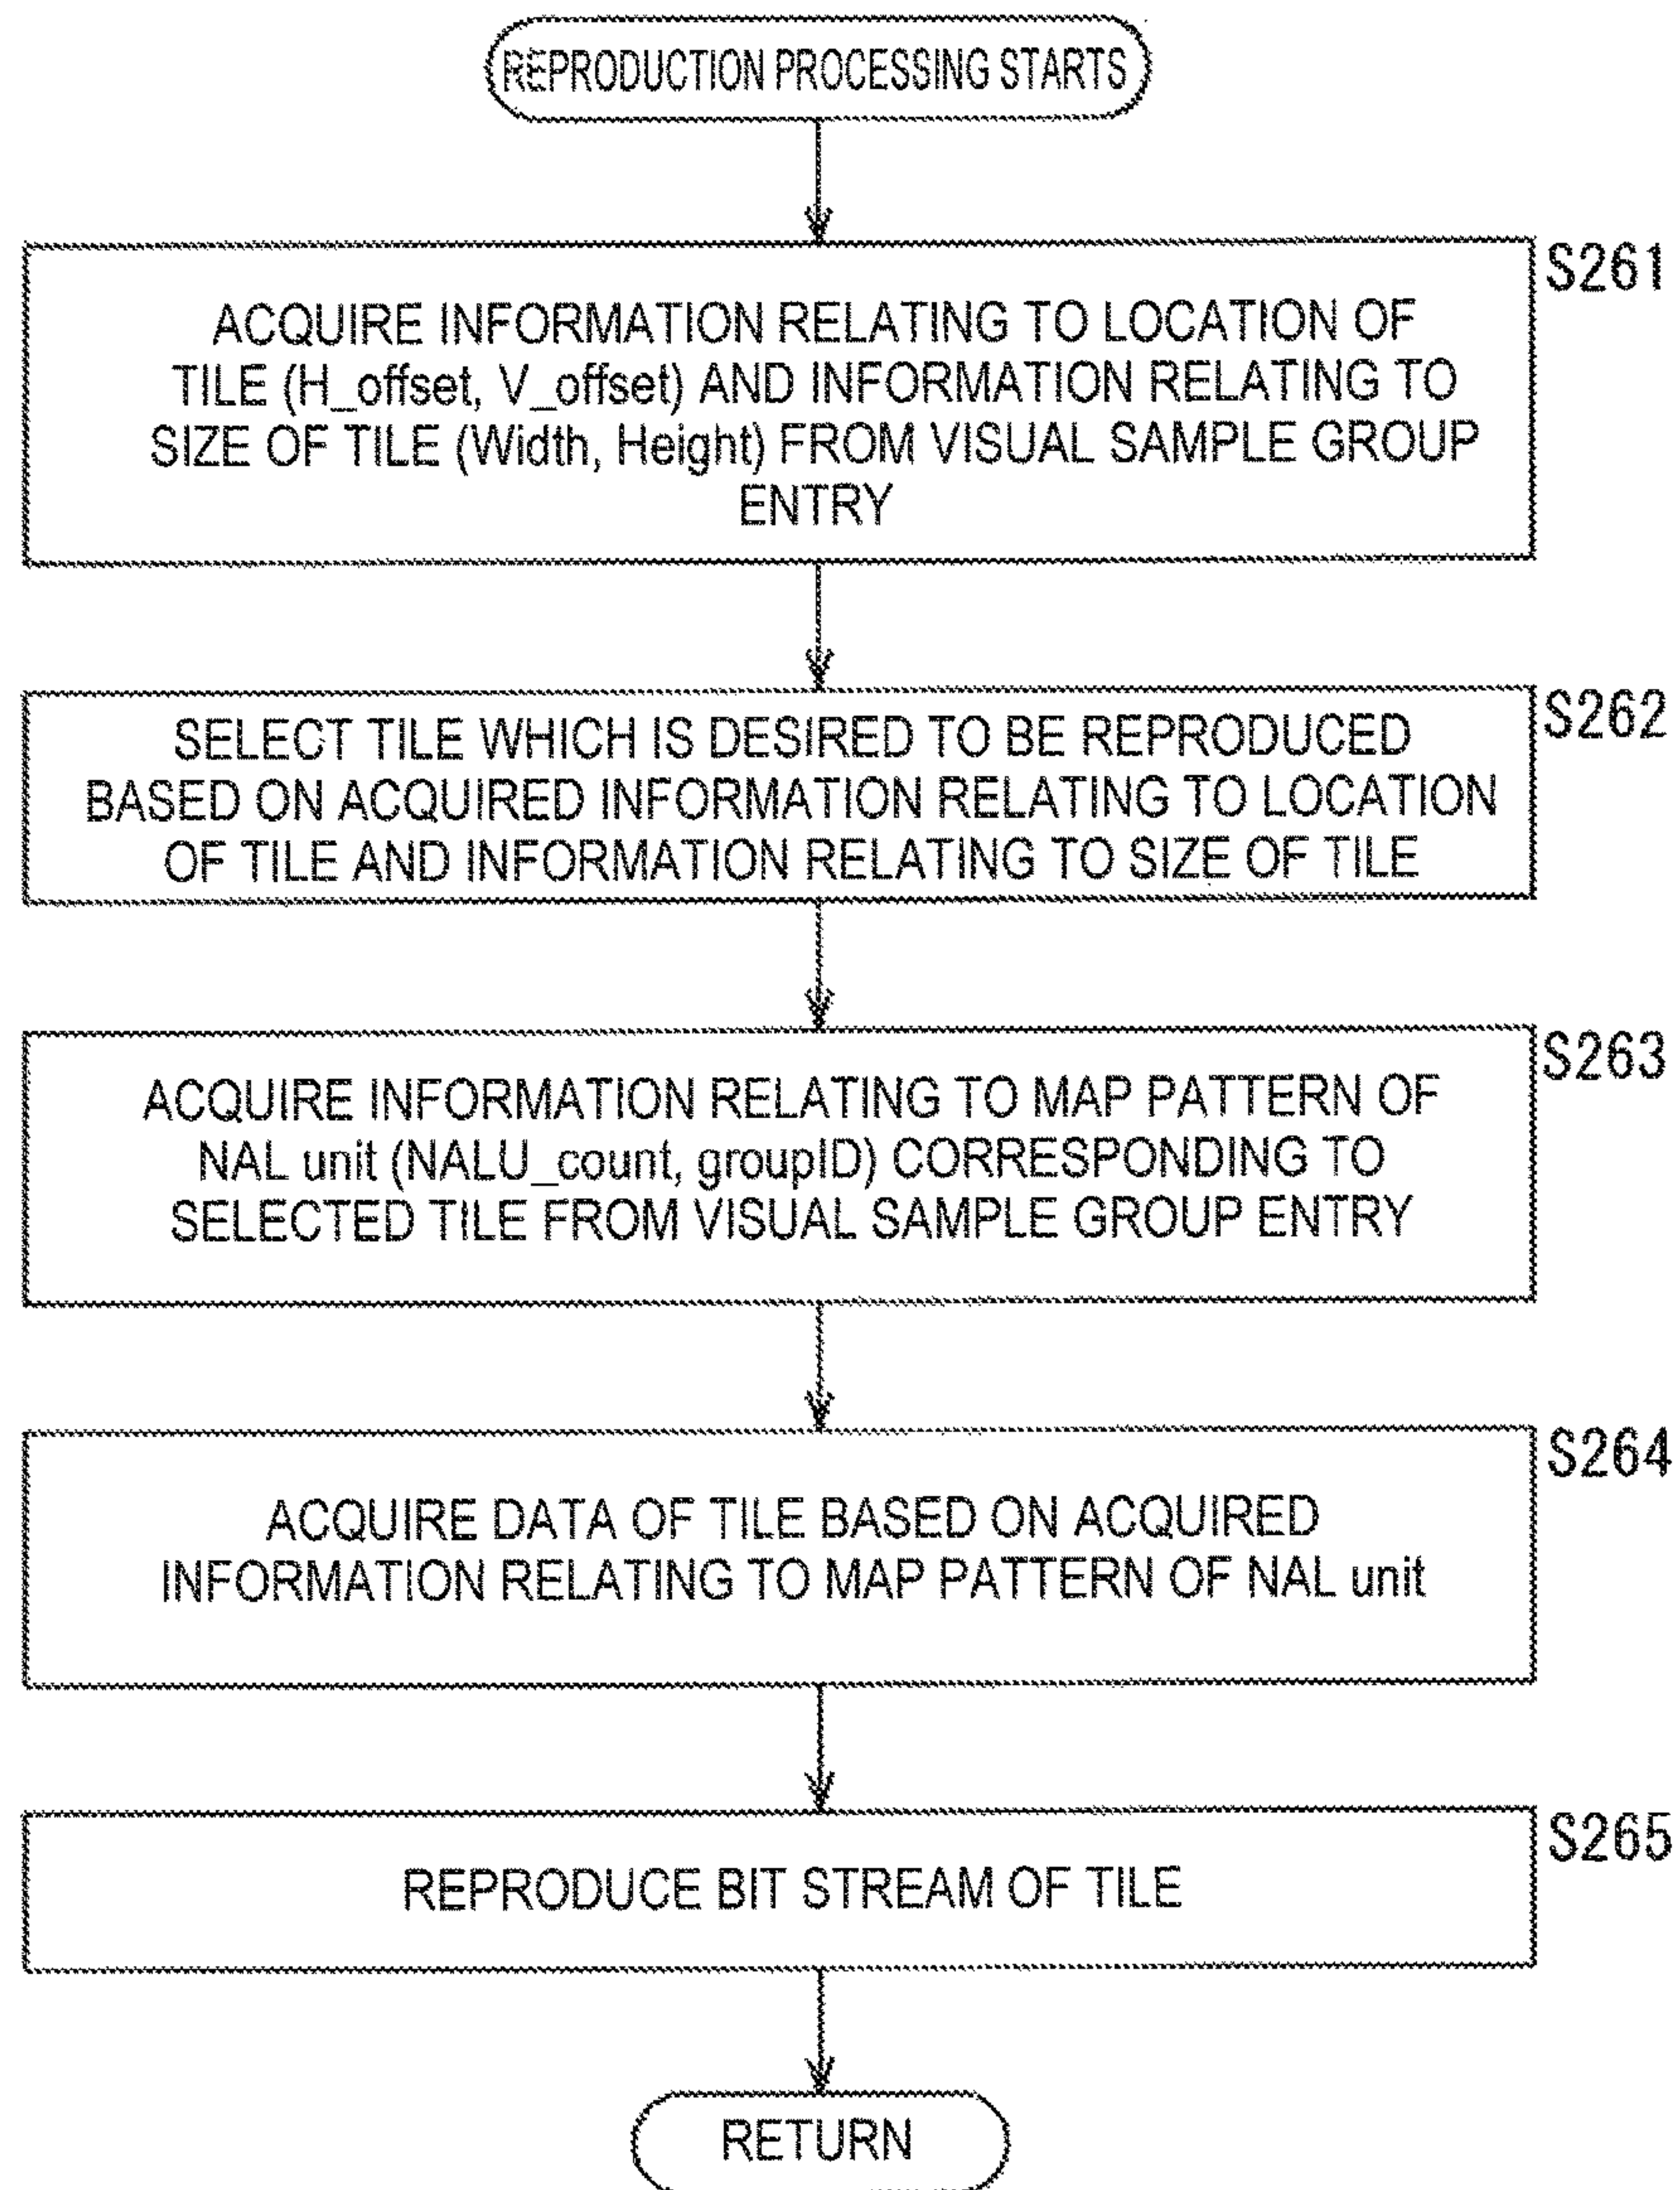 REPRODUCTION PROCESSING STARTS
S261
ACQUIRE INFORMATION RELATING TO LOCATION OF
TILE (H_offset, V_offset) AND INFORMATION RELATING TO
SIZE OF TILE (Width, Height) FROM VISUAL SAMPLE GROUP
ENTRY
S262
SELECT TILE WHICH IS DESIRED TO BE REPRODUCED
BASED ON ACQUIRED INFORMATION RELATING TO LOCATION
OF TILE AND INFORMATION RELATING TO SIZE OF TILE
S263
ACQUIRE INFORMATION RELATING TO MAP PATTERN OF
NAL unit (NALU_count, groupID) CORRESPONDING TO
SELECTED TILE FROM VISUAL SAMPLE GROUP ENTRY
S264
ACQUIRE DATA OF TILE BASED ON ACQUIRED
INFORMATION RELATING TO MAP PATTERN OF NAL unit
S265
REPRODUCE BIT STREAM OF TILE
RETURN